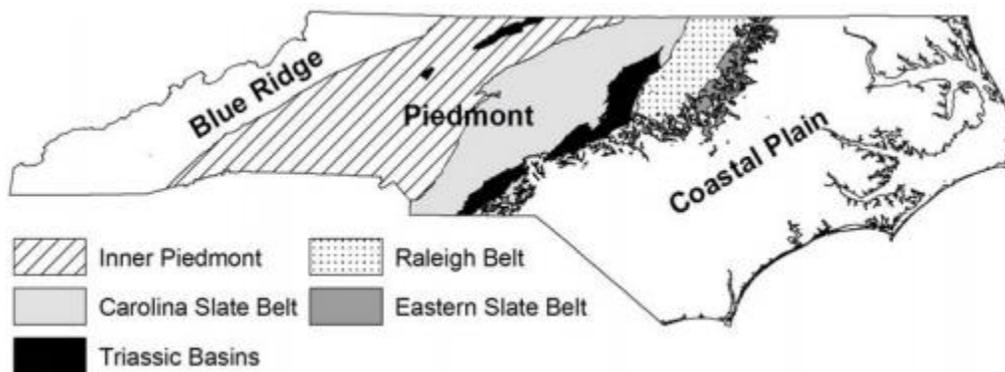 Blue Ridge
Piedmont
Coastal Plain
Inner Piedmont
Raleigh Belt
Carolina Slate Belt
Eastern Slate Belt
Triassic Basins